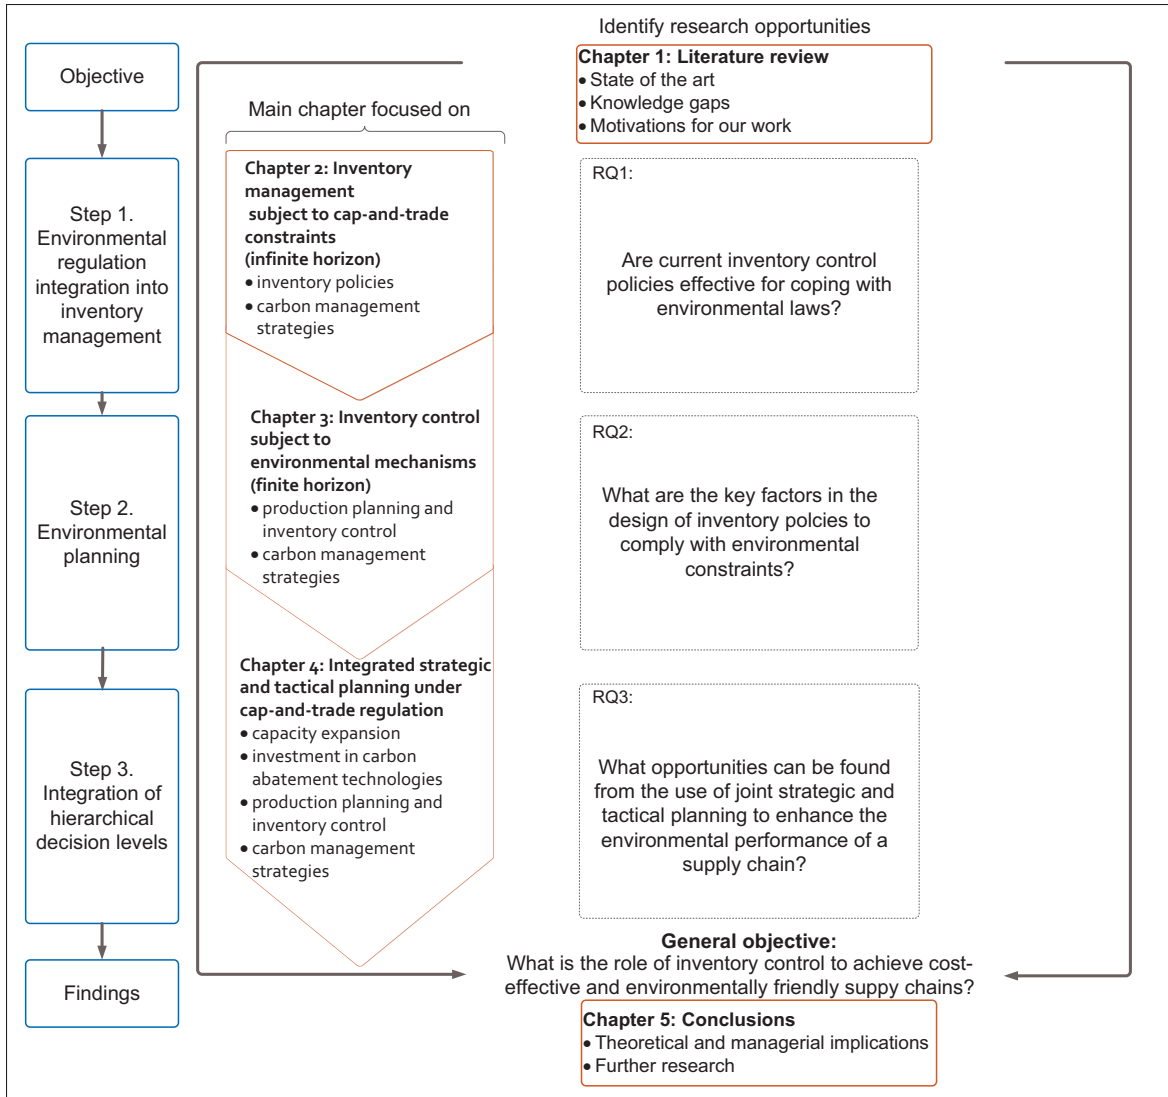 Identify research opportunities
Objective
Chapter 1: Literature review
• State of the art
• Knowledge gaps
• Motivations for our work
Main chapter focused on
Step 1.
Environmental
regulation
integration into
inventory
management
Chapter 2: Inventory
management
subject to cap-and-trade
constraints
(infinite horizon)
• inventory policies
• carbon management
strategies
RQ1:
Are current inventory control
policies effective for coping with
environmental laws?
Step 2.
Environmental
planning
Chapter 3: Inventory control
subject to
environmental mechanisms
(finite horizon)
• production planning and
inventory control
• carbon management
strategies
RQ2:
What are the key factors in the
design of inventory polcies to
comply with environmental
constraints?
Step 3.
Integration of
hierarchical
decision levels
Chapter 4: Integrated strategic
and tactical planning under
cap-and-trade regulation
• capacity expansion
• investment in carbon
abatement technologies
• production planning and
inventory control
• carbon management
strategies
RQ3:
What opportunities can be found
from the use of joint strategic and
tactical planning to enhance the
environmental performance of a
supply chain?
Findings
General objective:
What is the role of inventory control to achieve cost-
effective and environmentally friendly suppy chains?
Chapter 5: Conclusions
• Theoretical and managerial implications
• Further research